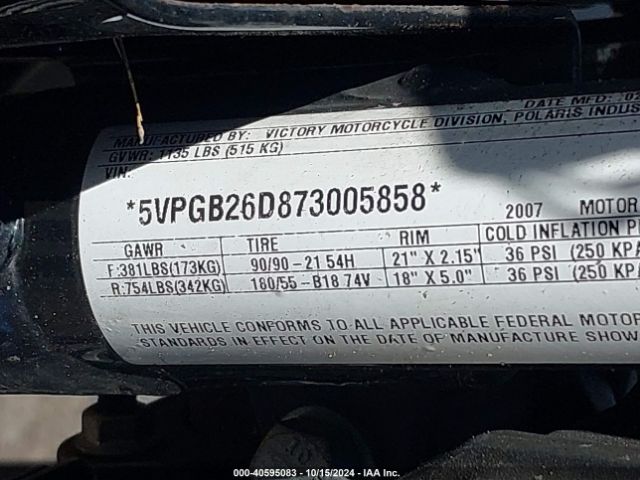 DATE MFD: 02
MANUFACTURED BY: VICTORY MOTORCYCLE DIVISION, POLARIS INDUS
GVWR: 1135 LBS (515 KG)
VIN:
*5VPGB26D873005858*
2007 MOTOR
GAWR TIRE RIM COLD INFLATION P
F:381LBS(173KG) 90/90-21 54H 21" X 2.15" 36 PSI (250 KPA
R:754LBS(342KG) 180/55-B18 74V 18" X 5.0" 36 PSI (250 KPA
THIS VEHICLE CONFORMS TO ALL APPLICABLE FEDERAL MOTOR
STANDARDS IN EFFECT ON THE DATE OF MANUFACTURE SHOW
000-40595083 - 10/15/2024 - IAA Inc.